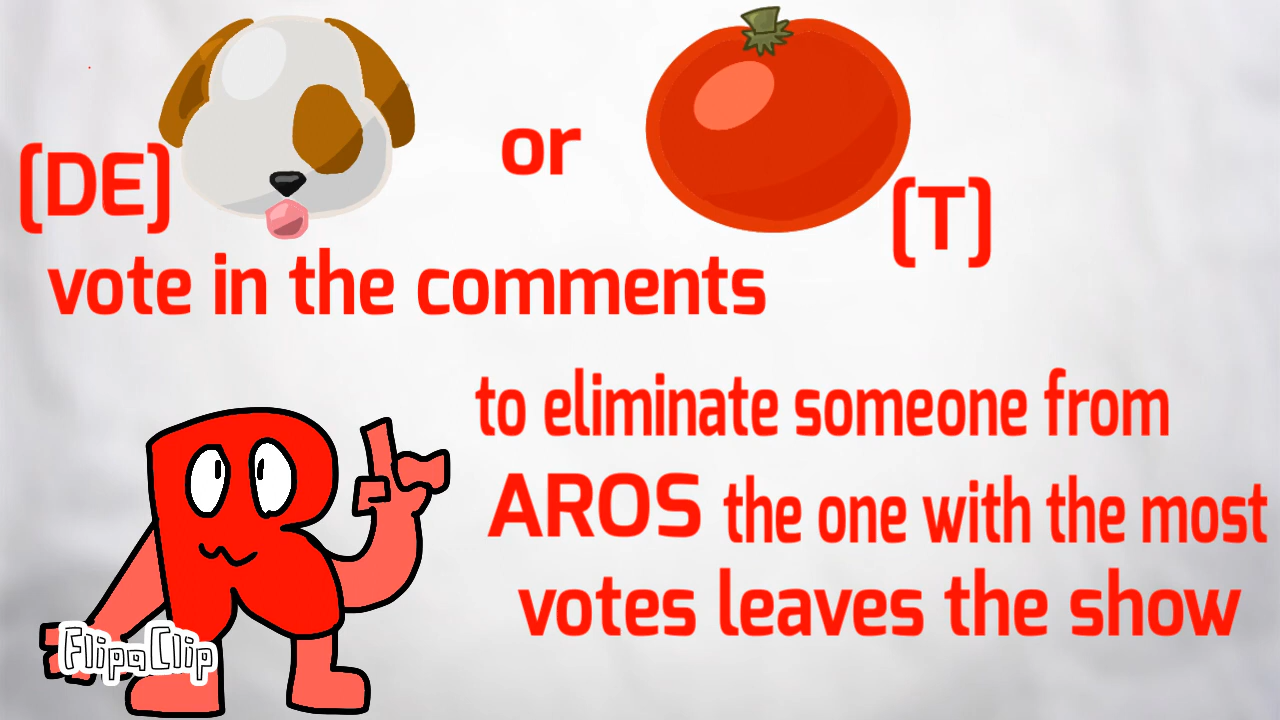 [DE]
or
[T]
vote in the comments
to eliminate someone from
AROS the one with the most
votes leaves the show
FlipaClip